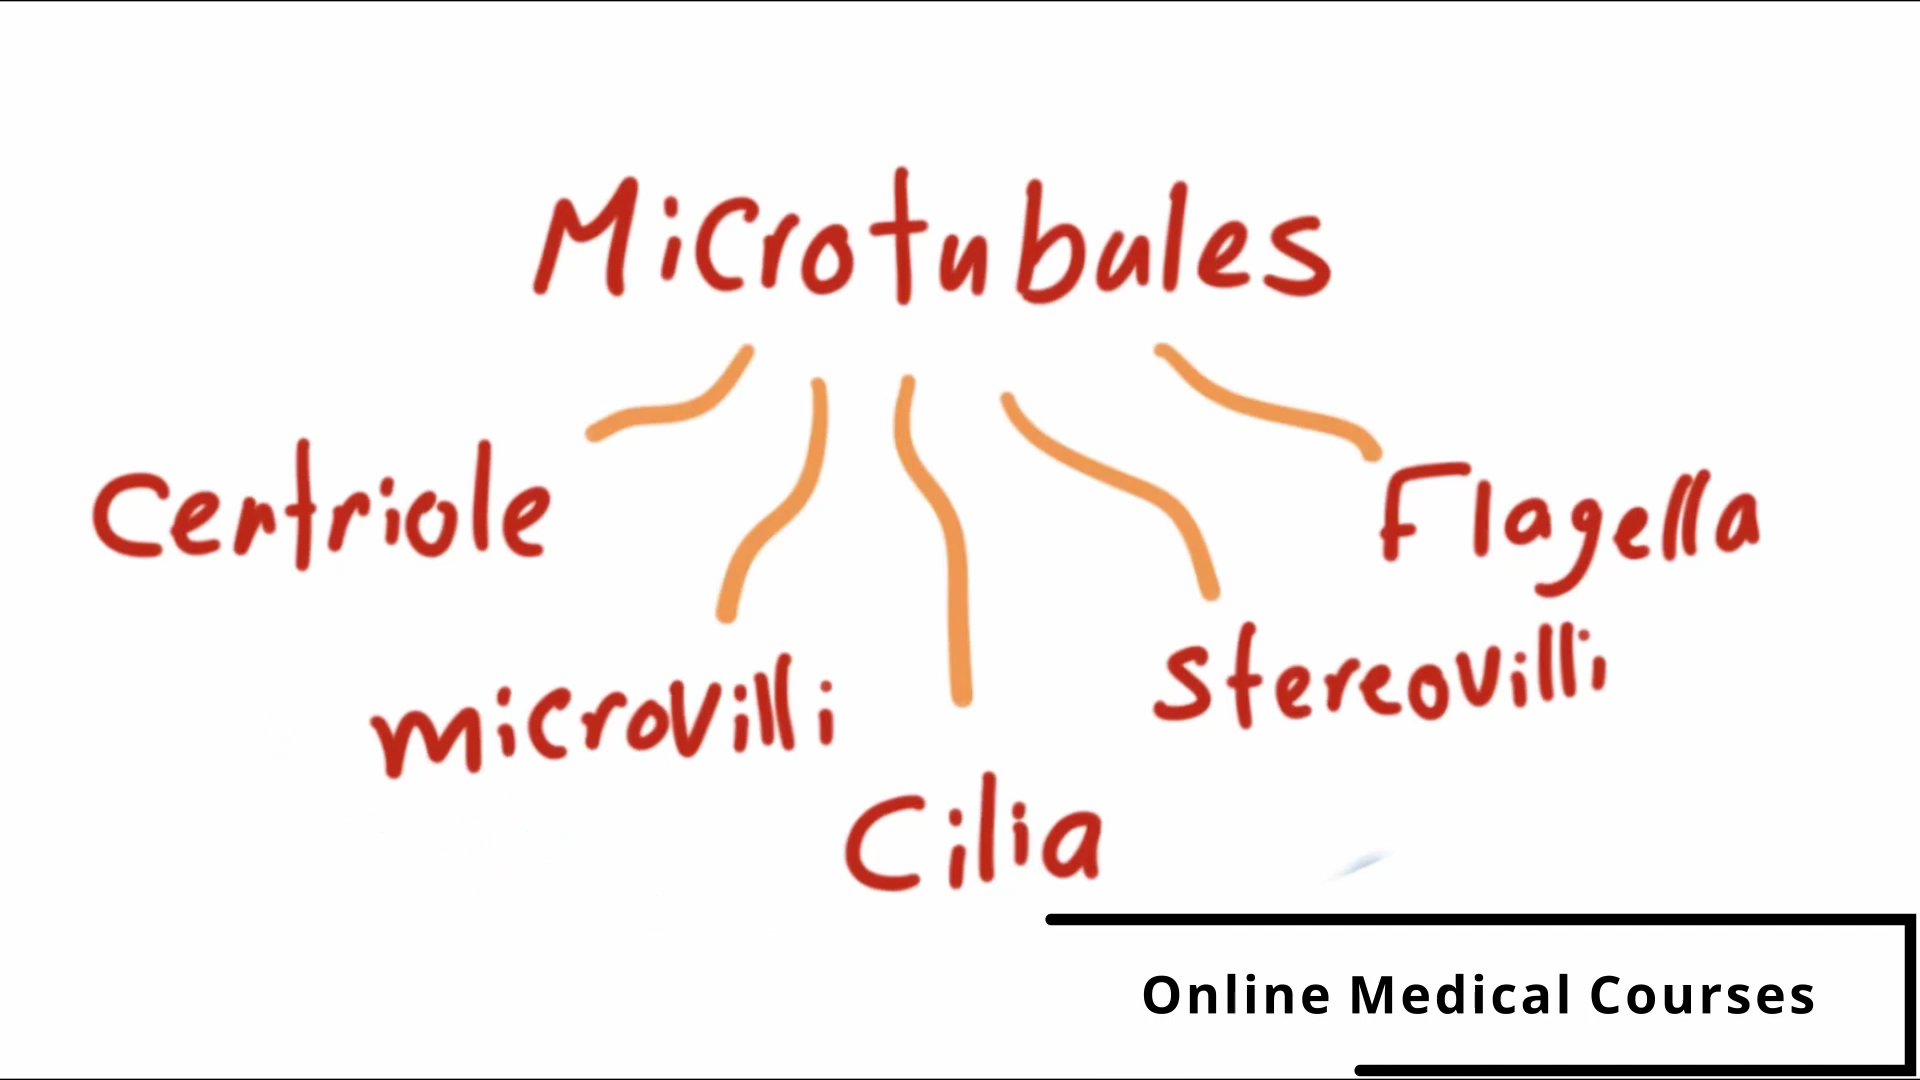 Microtubules
Centriole
Flagella
microvilli
Stereovilli
Cilia
Online Medical Courses